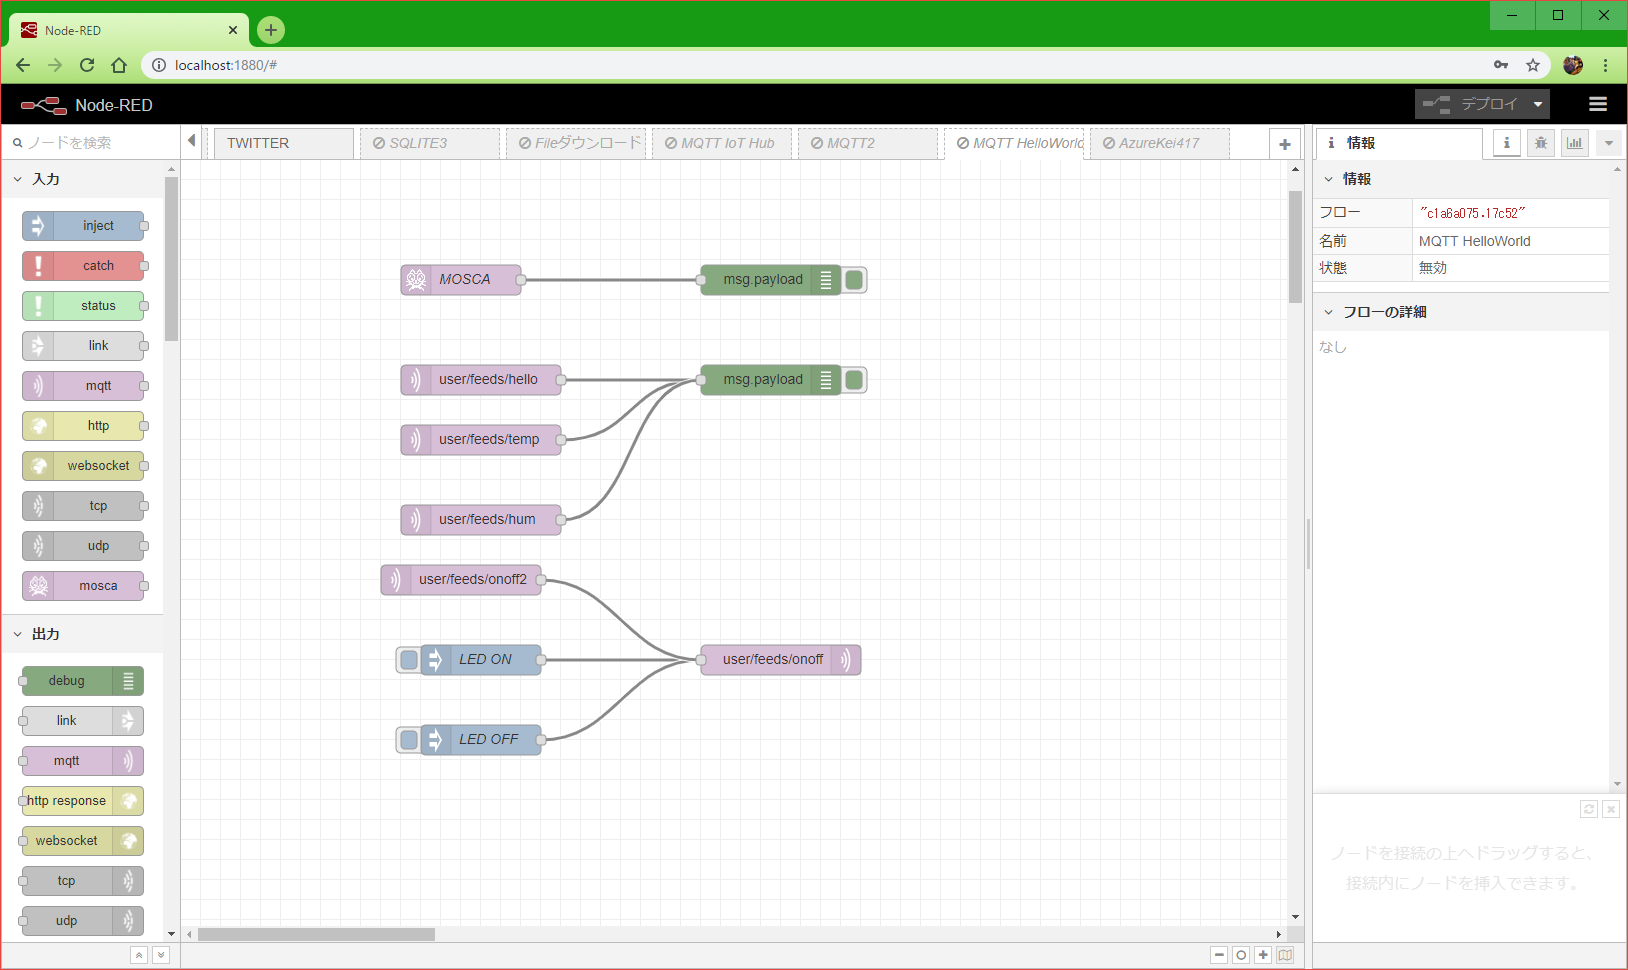 Node-RED
localhost:1880/#
Node-RED
デプロイ
ノードを検索
TWITTER
SQLITE3
Fileダウンロード
MQTT IoT Hub
MQTT2
MQTT HelloWorld
AzureKei417
情報
入力
inject
catch
status
link
mqtt
http
websocket
tcp
udp
mosca
出力
debug
link
mqtt
http response
websocket
tcp
udp
MOSCA
msg.payload
user/feeds/hello
msg.payload
user/feeds/temp
user/feeds/hum
user/feeds/onoff2
LED ON
user/feeds/onoff
LED OFF
情報
フロー "c1a6a075.17c52"
名前 MQTT HelloWorld
状態 無効
フローの詳細
なし
ノードを接続の上へドラッグすると、
接続内にノードを挿入できます。